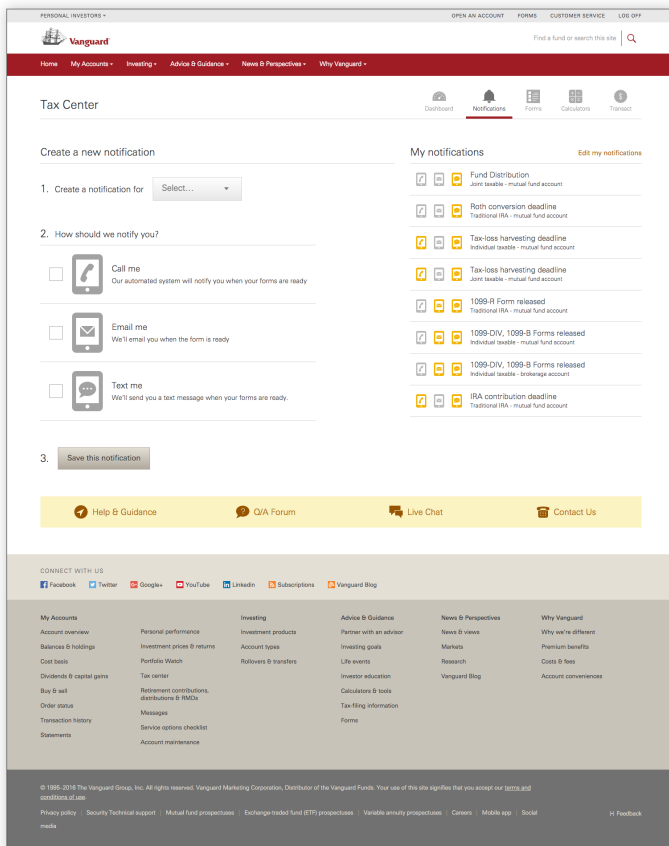 PERSONAL INVESTORS
OPEN AN ACCOUNT FORMS CUSTOMER SERVICE LOG OFF
Vanguard®
Find a fund or search this site
Home My Accounts Investing Advice & Guidance News & Perspectives Why Vanguard
Tax Center
Dashboard Notifications Forms Calculators Transact
Create a new notification
1. Create a notification for Select...
2. How should we notify you?
Call me
Our automated system will notify you when your forms are ready
Email me
We'll email you when the form is ready
Text me
We'll send you a text message when your forms are ready.
3. Save this notification
My notifications Edit my notifications
Fund Distribution
Joint taxable - mutual fund account
Roth conversion deadline
Traditional IRA - mutual fund account
Tax-loss harvesting deadline
Individual taxable - mutual fund account
Tax-loss harvesting deadline
Joint taxable - mutual fund account
1099-R Form released
Traditional IRA - mutual fund account
1099-DIV, 1099-B Forms released
Individual taxable - mutual fund account
1099-DIV, 1099-B Forms released
Individual taxable - brokerage account
IRA contribution deadline
Traditional IRA - mutual fund account
Help & Guidance Q/A Forum Live Chat Contact Us
CONNECT WITH US
Facebook Twitter Google+ YouTube Linkedin Subscriptions Vanguard Blog
My Accounts
Account overview
Balances & holdings
Cost basis
Dividends & capital gains
Buy & sell
Order status
Transaction history
Statements
Personal performance
Investment prices & returns
Portfolio Watch
Tax center
Retirement contributions,
distributions & RMDs
Messages
Service options checklist
Account maintenance
Investing
Investment products
Account types
Rollovers & transfers
Advice & Guidance
Partner with an advisor
Investing goals
Life events
Investor education
Calculators & tools
Tax-filing information
Forms
News & Perspectives
News & views
Markets
Research
Vanguard Blog
Why Vanguard
Why we're different
Premium benefits
Costs & fees
Account conveniences
© 1995–2016 The Vanguard Group, Inc. All rights reserved. Vanguard Marketing Corporation, Distributor of the Vanguard Funds. Your use of this site signifies that you accept our terms and
conditions of use.
Privacy policy | Security Technical support | Mutual fund prospectuses | Exchange-traded fund (ETF) prospectuses | Variable annuity prospectuses | Careers | Mobile app | Social
media
[+] Feedback